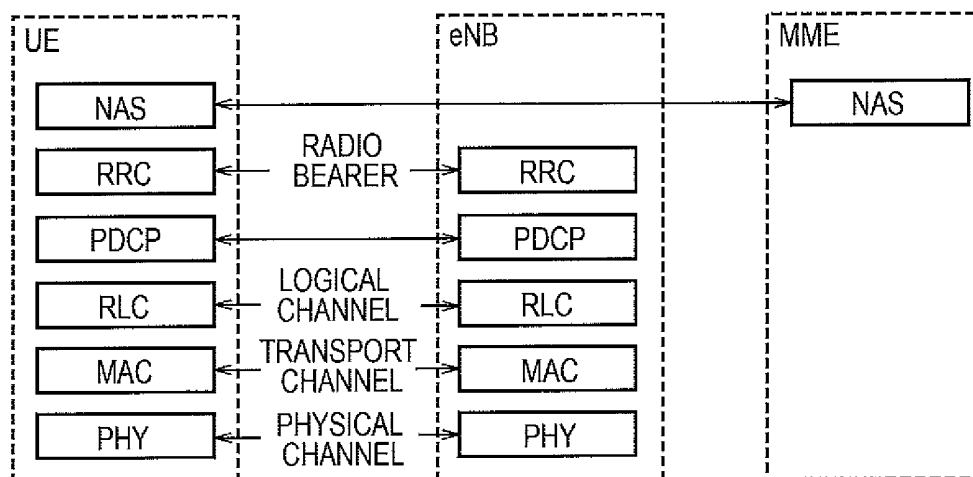 UE
eNB
MME
NAS
NAS
RRC
RADIO
BEARER
RRC
PDCP
PDCP
RLC
LOGICAL
CHANNEL
RLC
MAC
TRANSPORT
CHANNEL
MAC
PHY
PHYSICAL
CHANNEL
PHY